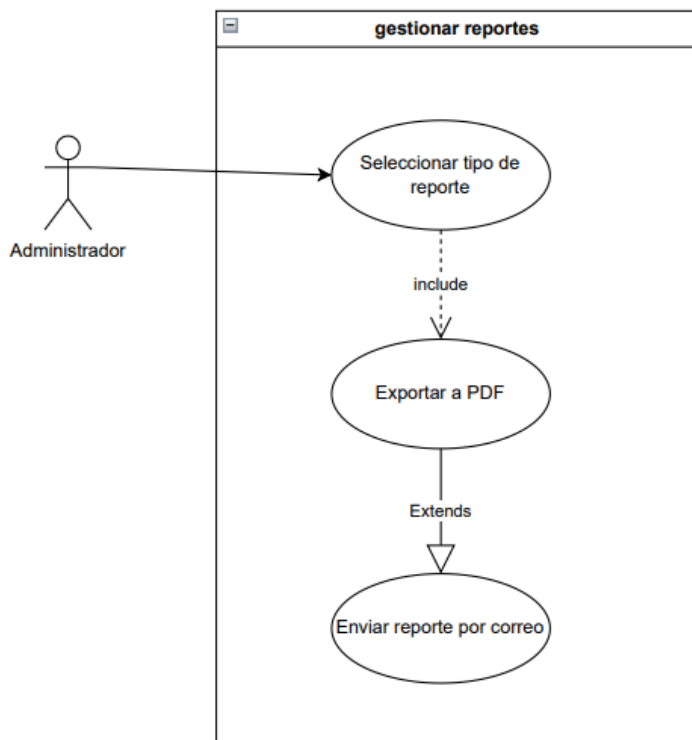 gestionar reportes
Seleccionar tipo de
reporte
Administrador
include
Exportar a PDF
Extends
Enviar reporte por correo